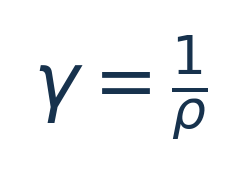 γ = 1/ρ